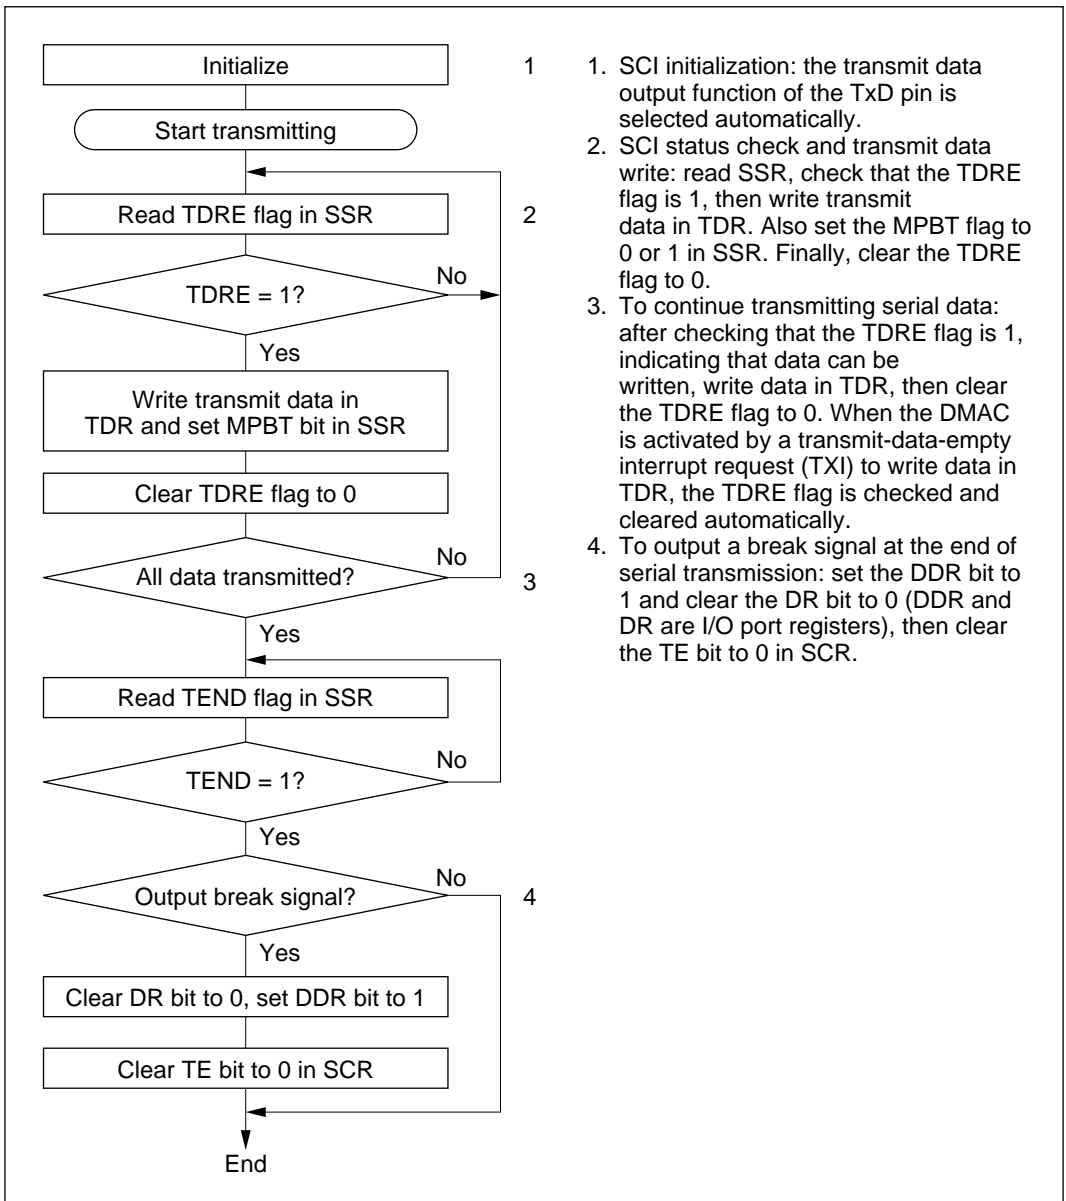 Initialize
1
Start transmitting
Read TDRE flag in SSR
2
TDRE = 1?
No
Yes
Write transmit data in
TDR and set MPBT bit in SSR
Clear TDRE flag to 0
All data transmitted?
No
3
Yes
Read TEND flag in SSR
TEND = 1?
No
Yes
Output break signal?
No
4
Yes
Clear DR bit to 0, set DDR bit to 1
Clear TE bit to 0 in SCR
End
1. SCI initialization: the transmit data
output function of the TxD pin is
selected automatically.
2. SCI status check and transmit data
write: read SSR, check that the TDRE
flag is 1, then write transmit
data in TDR. Also set the MPBT flag to
0 or 1 in SSR. Finally, clear the TDRE
flag to 0.
3. To continue transmitting serial data:
after checking that the TDRE flag is 1,
indicating that data can be
written, write data in TDR, then clear
the TDRE flag to 0. When the DMAC
is activated by a transmit-data-empty
interrupt request (TXI) to write data in
TDR, the TDRE flag is checked and
cleared automatically.
4. To output a break signal at the end of
serial transmission: set the DDR bit to
1 and clear the DR bit to 0 (DDR and
DR are I/O port registers), then clear
the TE bit to 0 in SCR.